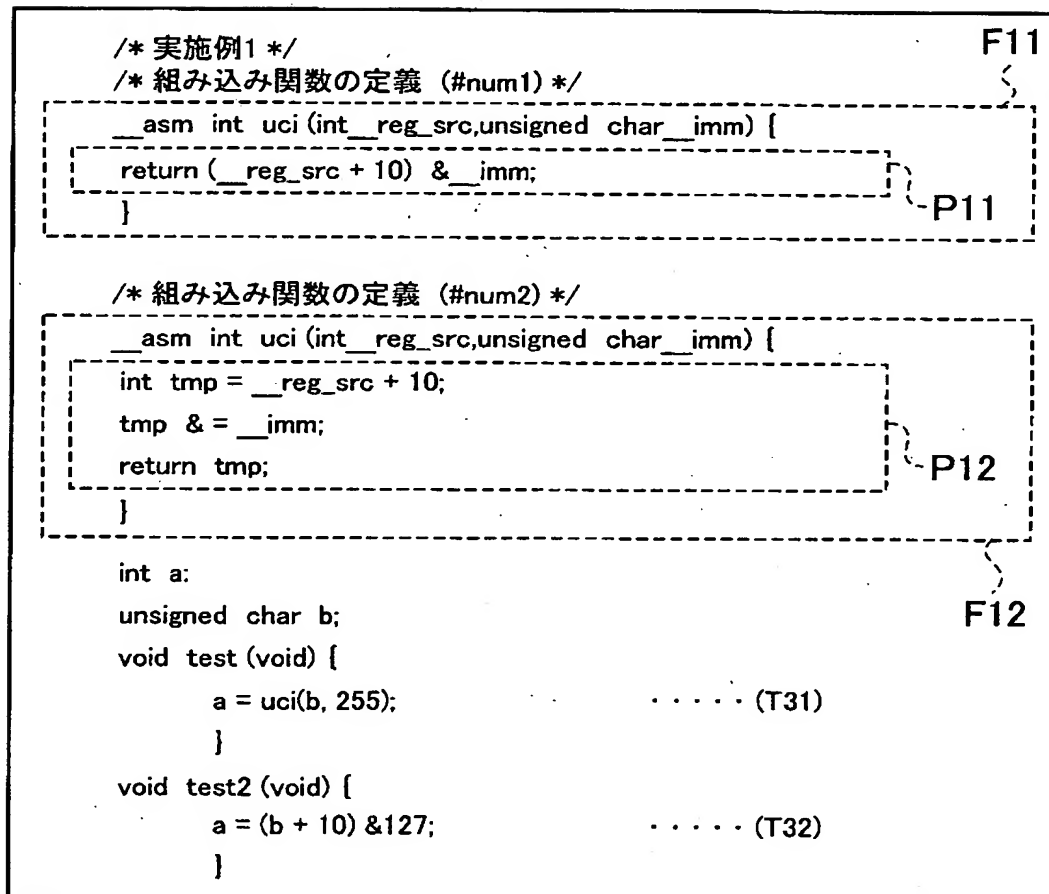 /* 実施例1 */
F11
/* 組み込み関数の定義 (#num1) */
__asm int uci (int__reg_src,unsigned char__imm) {
return (__reg_src + 10) &__imm;
P11
}
/* 組み込み関数の定義 (#num2) */
__asm int uci (int__reg_src,unsigned char__imm) {
int tmp = __reg_src + 10;
tmp & = __imm;
return tmp;
P12
}
int a:
unsigned char b;
F12
void test (void) {
a = uci(b, 255); ・・・・・(T31)
}
void test2 (void) {
a = (b + 10) &127; ・・・・・(T32)
}